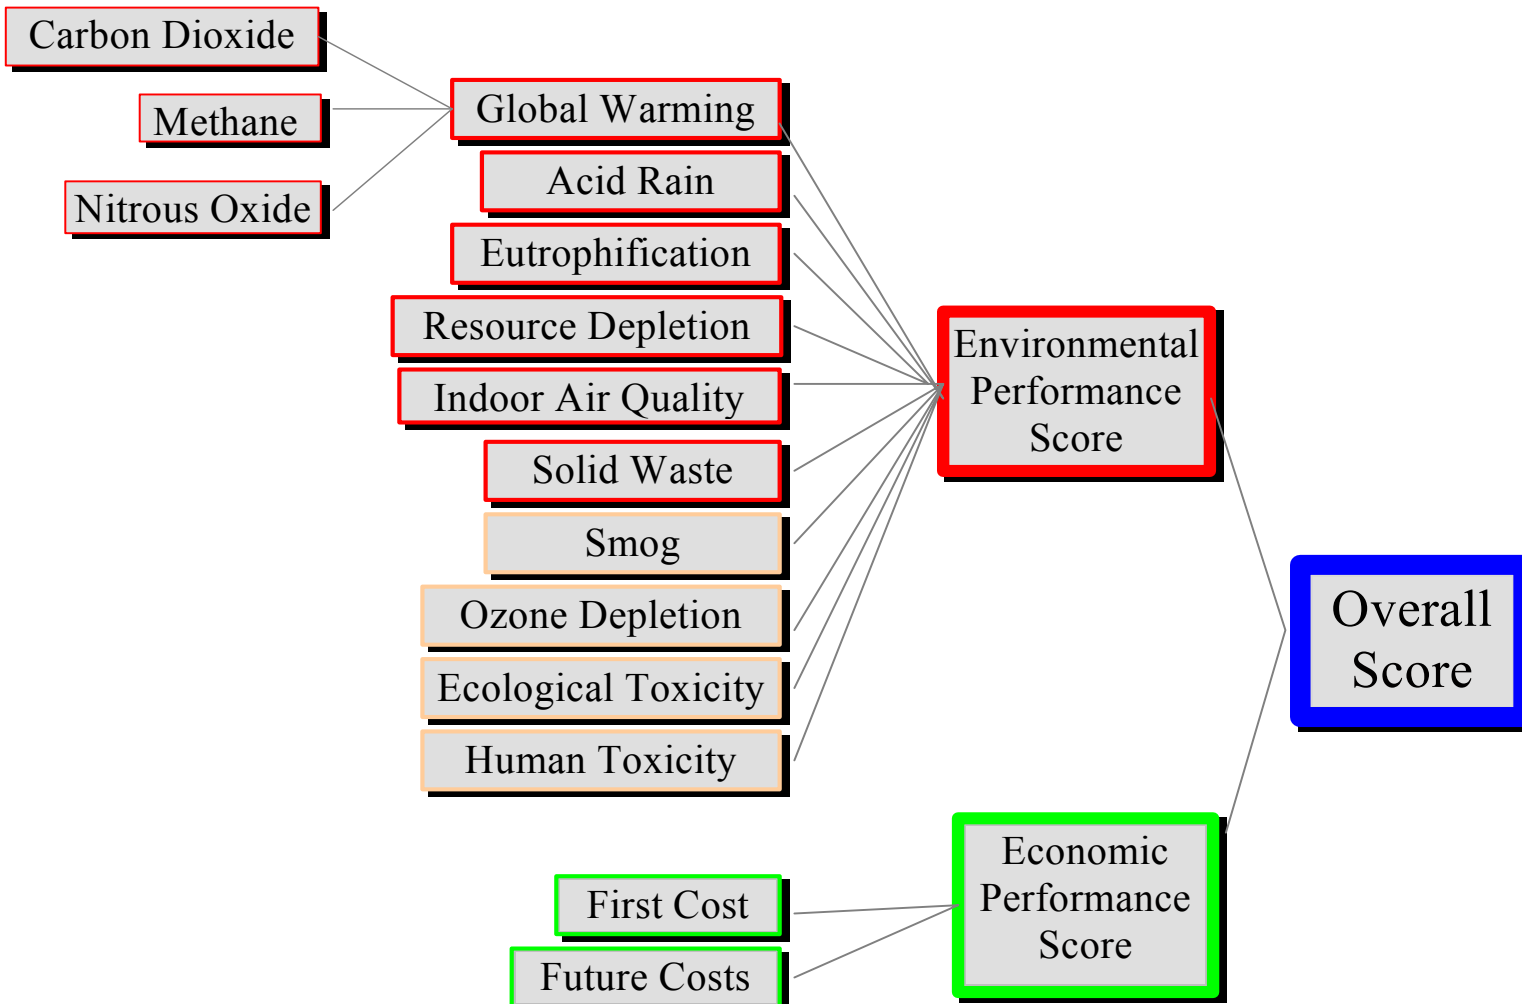 Carbon Dioxide
Methane
Nitrous Oxide
Global Warming
Acid Rain
Eutrophification
Resource Depletion
Indoor Air Quality
Solid Waste
Smog
Ozone Depletion
Ecological Toxicity
Human Toxicity
First Cost
Future Costs
Environmental
Performance
Score
Economic
Performance
Score
Overall
Score